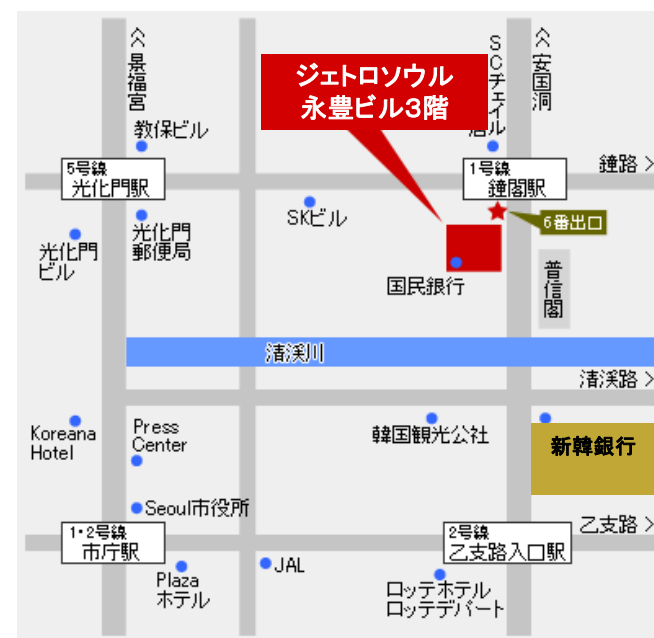 景福宮
SCチェイル
安国洞
ジェトロソウル
永豊ビル3階
教保ビル
5号線
光化門駅
1号線
鐘閣駅
鐘路
SKビル
6番出口
光化門
ビル
光化門
郵便局
国民銀行
普信閣
清渓川
清渓路
Koreana
Hotel
Press
Center
韓国観光公社
新韓銀行
Seoul市役所
1・2号線
市庁駅
2号線
乙支路入口駅
乙支路
Plaza
ホテル
JAL
ロッテホテル
ロッテデパート